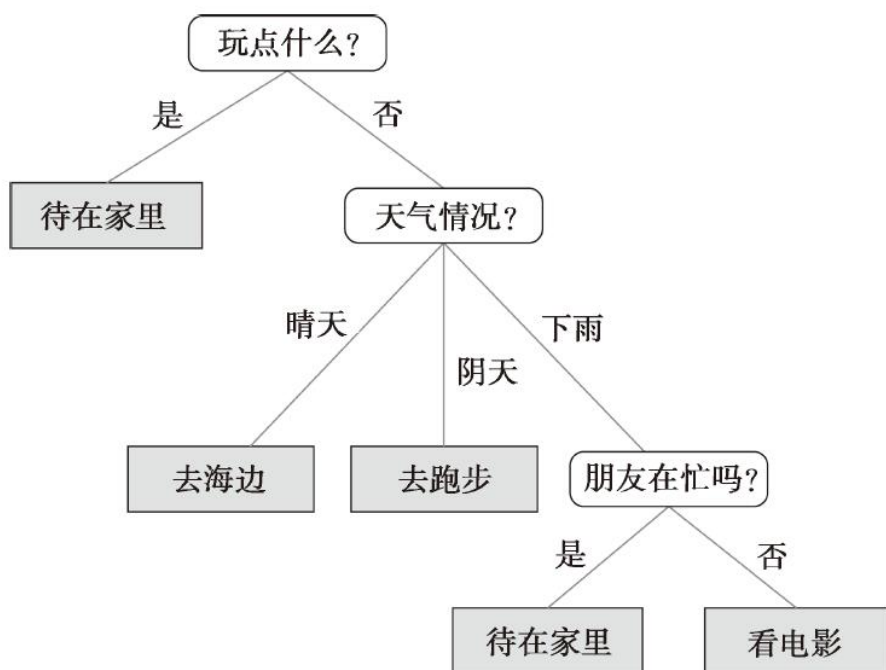 玩点什么？
是
否
待在家里
天气情况？
晴天
阴天
下雨
去海边
去跑步
朋友在忙吗？
是
否
待在家里
看电影